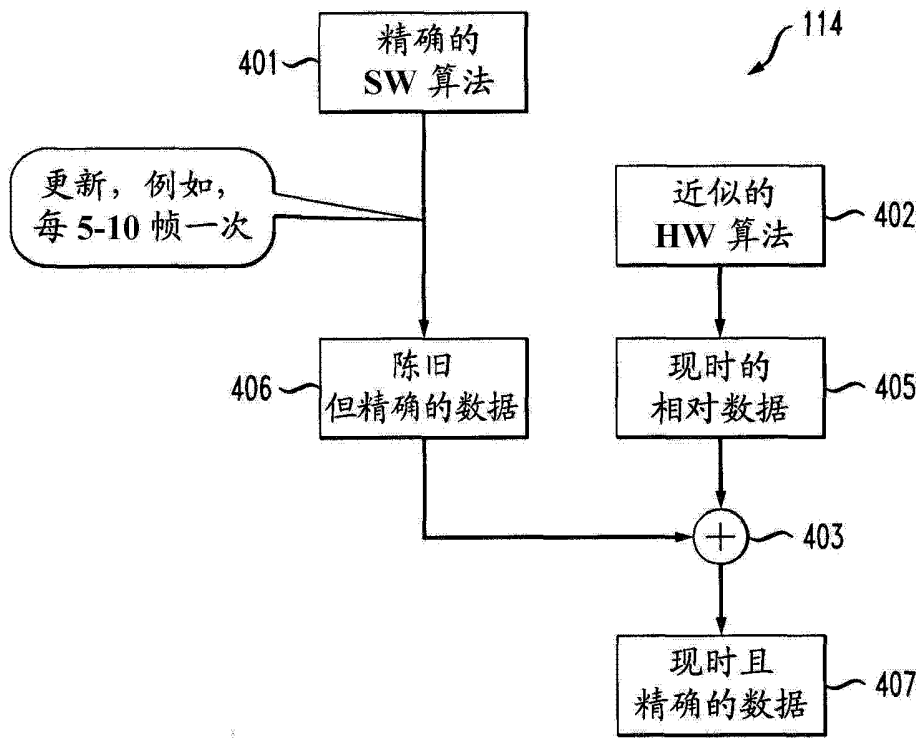 114
401
精确的
SW 算法
更新，例如，
每 5-10 帧一次
近似的
HW 算法
402
406
陈旧
但精确的数据
现时的
相对数据
405
+
403
现时且
精确的数据
407